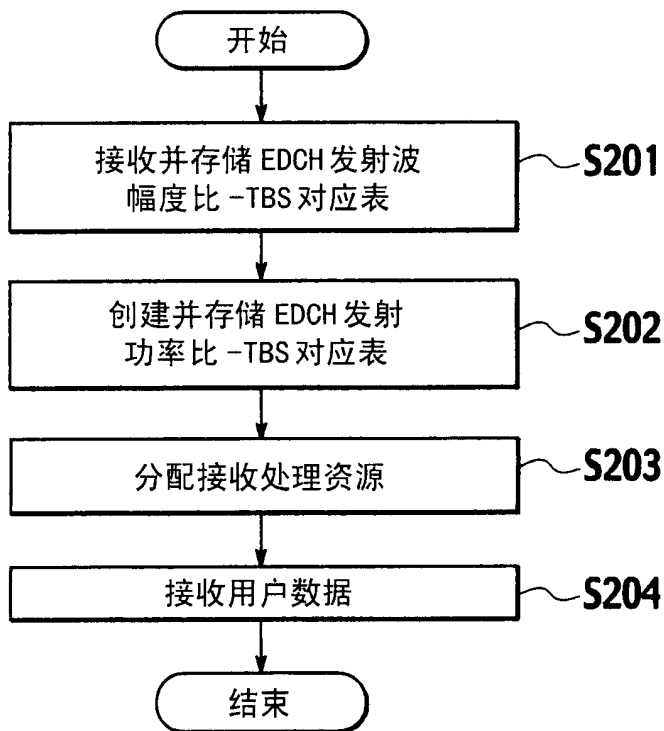 开始
接收并存储 EDCH 发射波
幅度比 -TBS 对应表
S201
创建并存储 EDCH 发射
功率比 -TBS 对应表
S202
分配接收处理资源
S203
接收用户数据
S204
结束